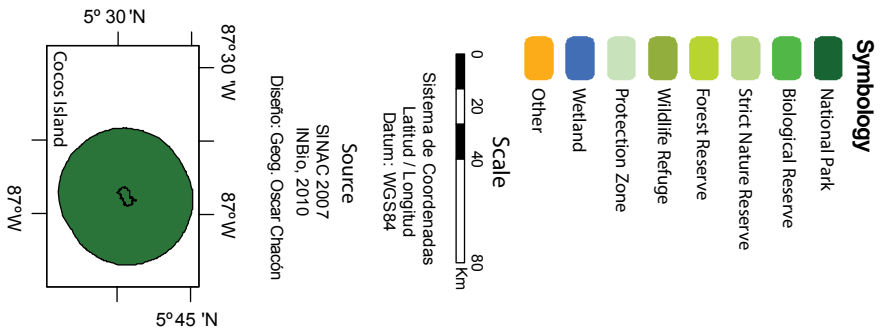 Symbology
National Park
Biological Reserve
Strict Nature Reserve
Forest Reserve
Wildlife Refuge
Protection Zone
Wetland
Other
Scale
0 20 40 80
Km
Sistema de Coordenadas
Latitud / Longitud
Datum: WGS84
Source
SINAC 2007
INBio, 2010
Diseño: Geog. Oscar Chacón
87º30 'W
87ºW
5º 30 'N
Cocos Island
5º 45 'N
87ºW